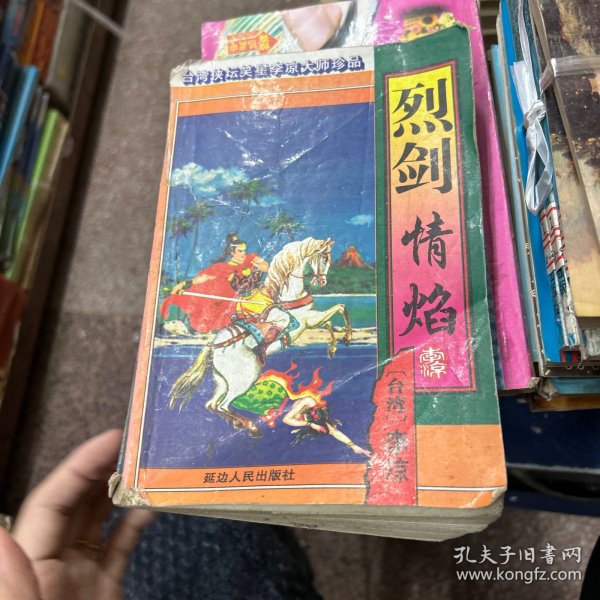 台湾侠坛笑星李凉大师珍品
烈剑
情焰
李凉
[台湾]李凉
延边人民出版社
孔夫子旧书网
www.kongfz.com